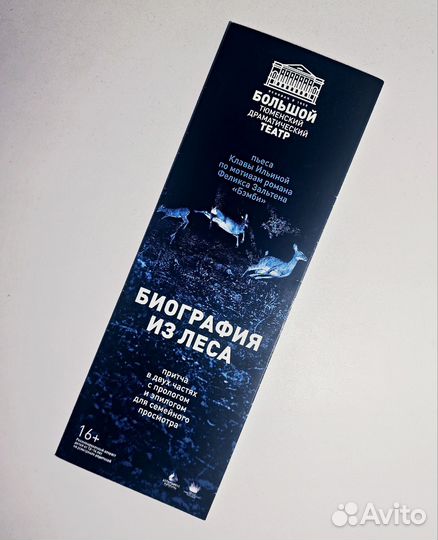 БОЛЬШОЙ
ТЮМЕНСКИЙ
ДРАМАТИЧЕСКИЙ
ТЕАТР
пьеса
Клавы Ильиной
по мотивам романа
Феликса Зальтена
«Бэмби»
БИОГРАФИЯ
ИЗ ЛЕСА
притча
в двух частях
с прологом
и эпилогом
для семейного
просмотра
16+
Avito